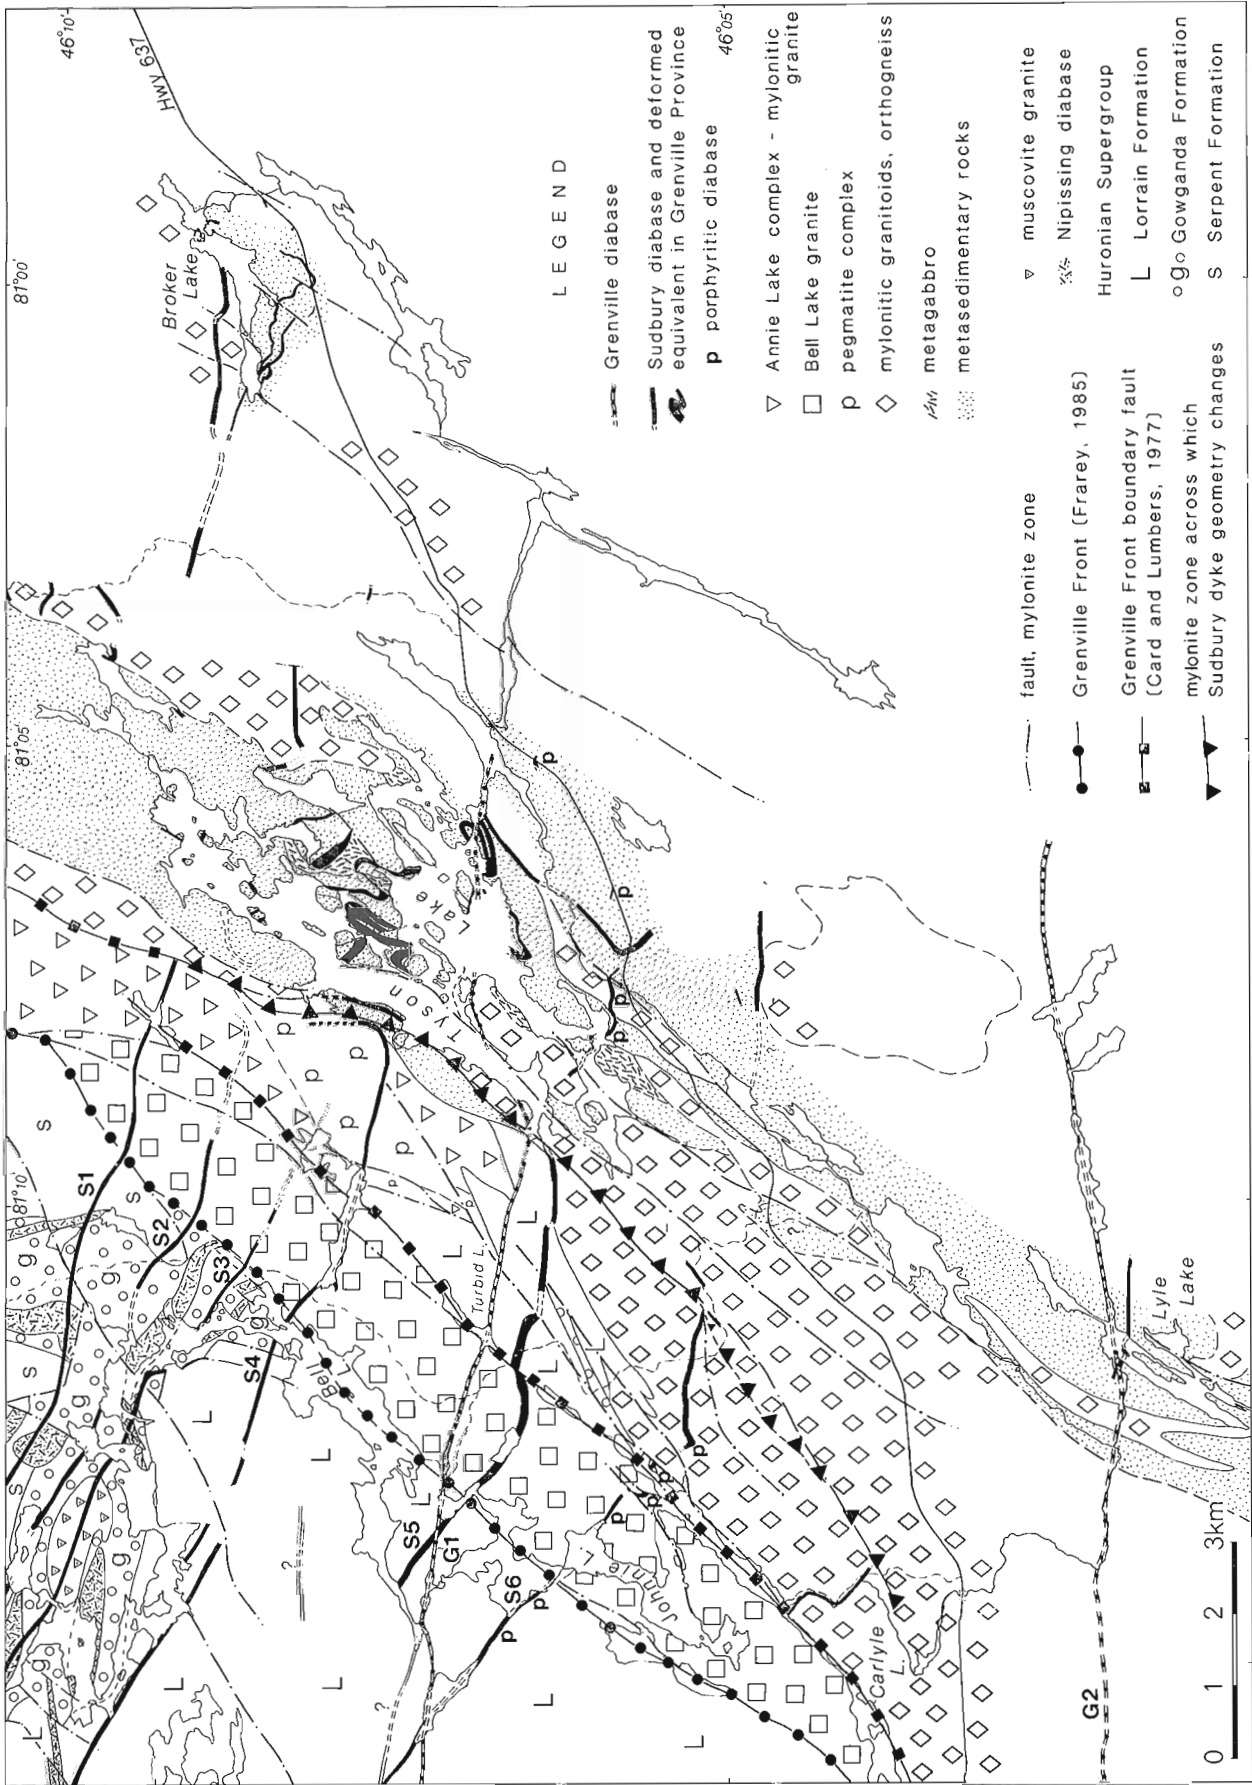 46°10'
Hwy 637
46°05'
81°00'
Broker
Lake
81°05'
81°10'
LEGEND
Grenville diabase
Sudbury diabase and deformed
equivalent in Grenville Province
p porphyritic diabase
Annie Lake complex - mylonitic
granite
Bell Lake granite
p pegmatite complex
mylonitic granitoids, orthogneiss
metagabbro
metasedimentary rocks
muscovite granite
Nipissing diabase
Huronian Supergroup
L Lorrain Formation
g Gowganda Formation
S Serpent Formation
fault, mylonite zone
Grenville Front (Frarey, 1985)
Grenville Front boundary fault
(Card and Lumbers, 1977)
mylonite zone across which
Sudbury dyke geometry changes
Tyson Lake
Turbid L.
Bell L.
Johnnie L.
Carlyle
L.
Lyle
Lake
S1
S2
S3
S4
S5
G1
S6
G2
0 1 2 3km